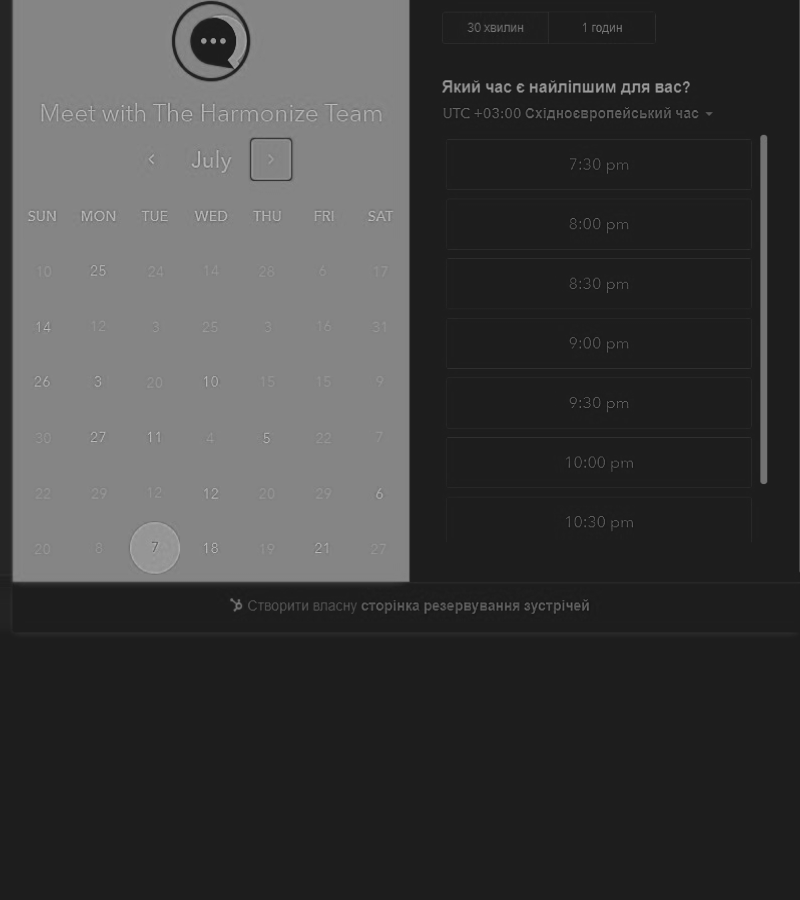 Meet with The Harmonize Team
July
SUN MON TUE WED THU FRI SAT
10 25 24 14 28 6 17
14 12 3 25 3 16 31
26 3 20 10 15 15 9
30 27 11 4 5 22 7
22 29 12 12 20 29 6
20 8 7 18 19 21 27
30 хвилин 1 годин
Який час є найліпшим для вас?
UTC +03:00 Східноєвропейський час
7:30 pm
8:00 pm
8:30 pm
9:00 pm
9:30 pm
10:00 pm
10:30 pm
Створити власну сторінка резервування зустрічей